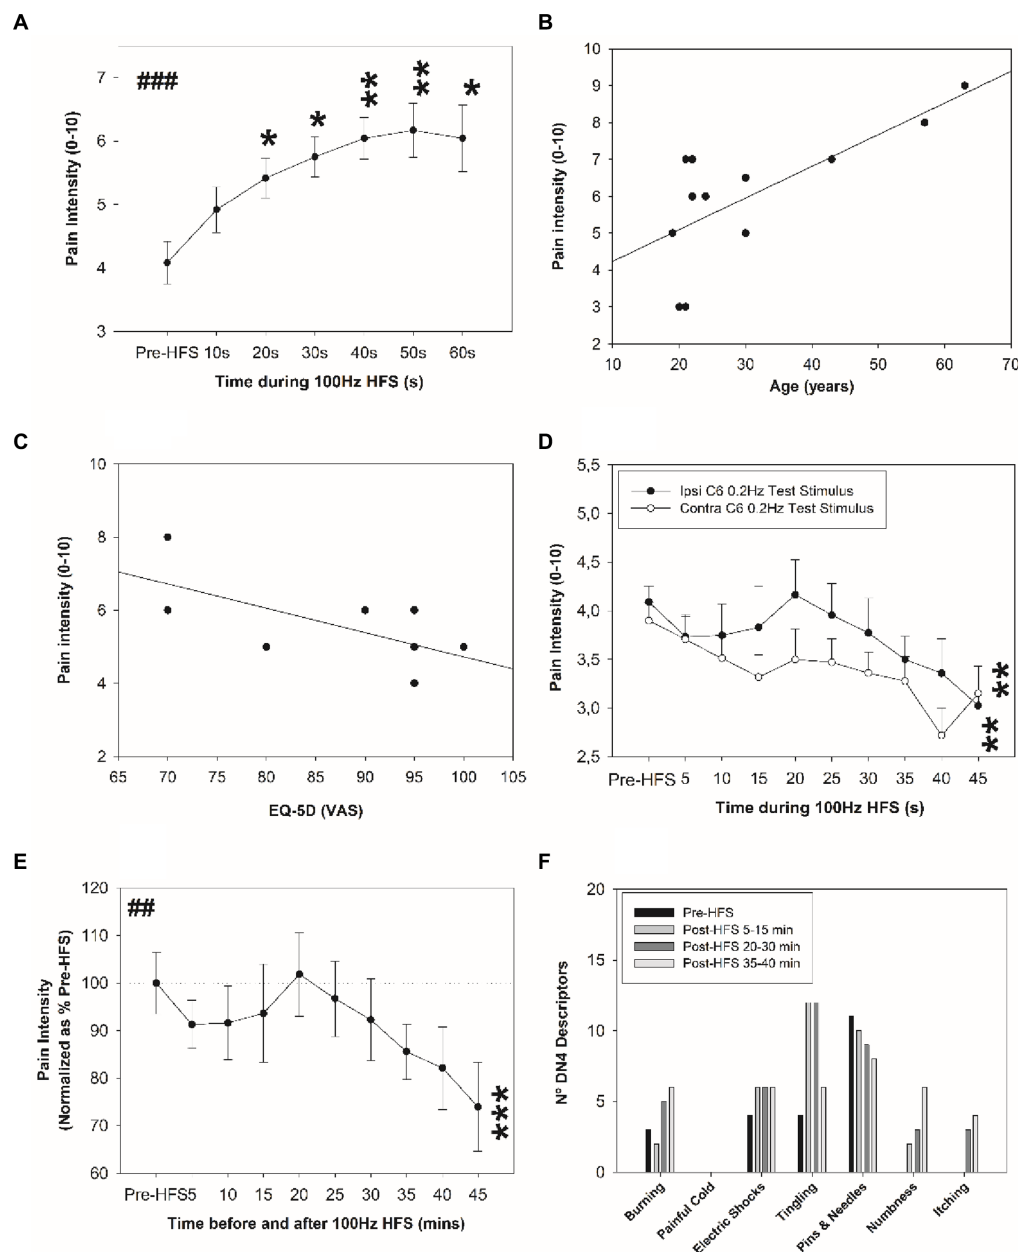 A
###
*
*
**
**
*
7
6
5
4
3
Pain Intensity (0-10)
Pre-HFS 10s 20s 30s 40s 50s 60s
Time during 100Hz HFS (s)
B
10
9
8
7
6
5
4
3
2
Pain intensity (0-10)
10 20 30 40 50 60 70
Age (years)
C
10
8
6
4
2
Pain intensity (0-10)
65 70 75 80 85 90 95 100 105
EQ-5D (VAS)
D
5,5
5,0
4,5
4,0
3,5
3,0
2,5
Pain Intensity (0-10)
Ipsi C6 0.2Hz Test Stimulus
Contra C6 0.2Hz Test Stimulus
**
**
Pre-HFS 5 10 15 20 25 30 35 40 45
Time during 100Hz HFS (s)
E
##
120
110
100
90
80
70
60
Pain Intensity
(Normalized as % Pre-HFS)
***
Pre-HFS5 10 15 20 25 30 35 40 45
Time before and after 100Hz HFS (mins)
F
20
15
10
5
0
Nº DN4 Descriptors
Pre-HFS
Post-HFS 5-15 min
Post-HFS 20-30 min
Post-HFS 35-40 min
Burning
Painful Cold
Electric Shocks
Tingling
Pins & Needles
Numbness
Itching